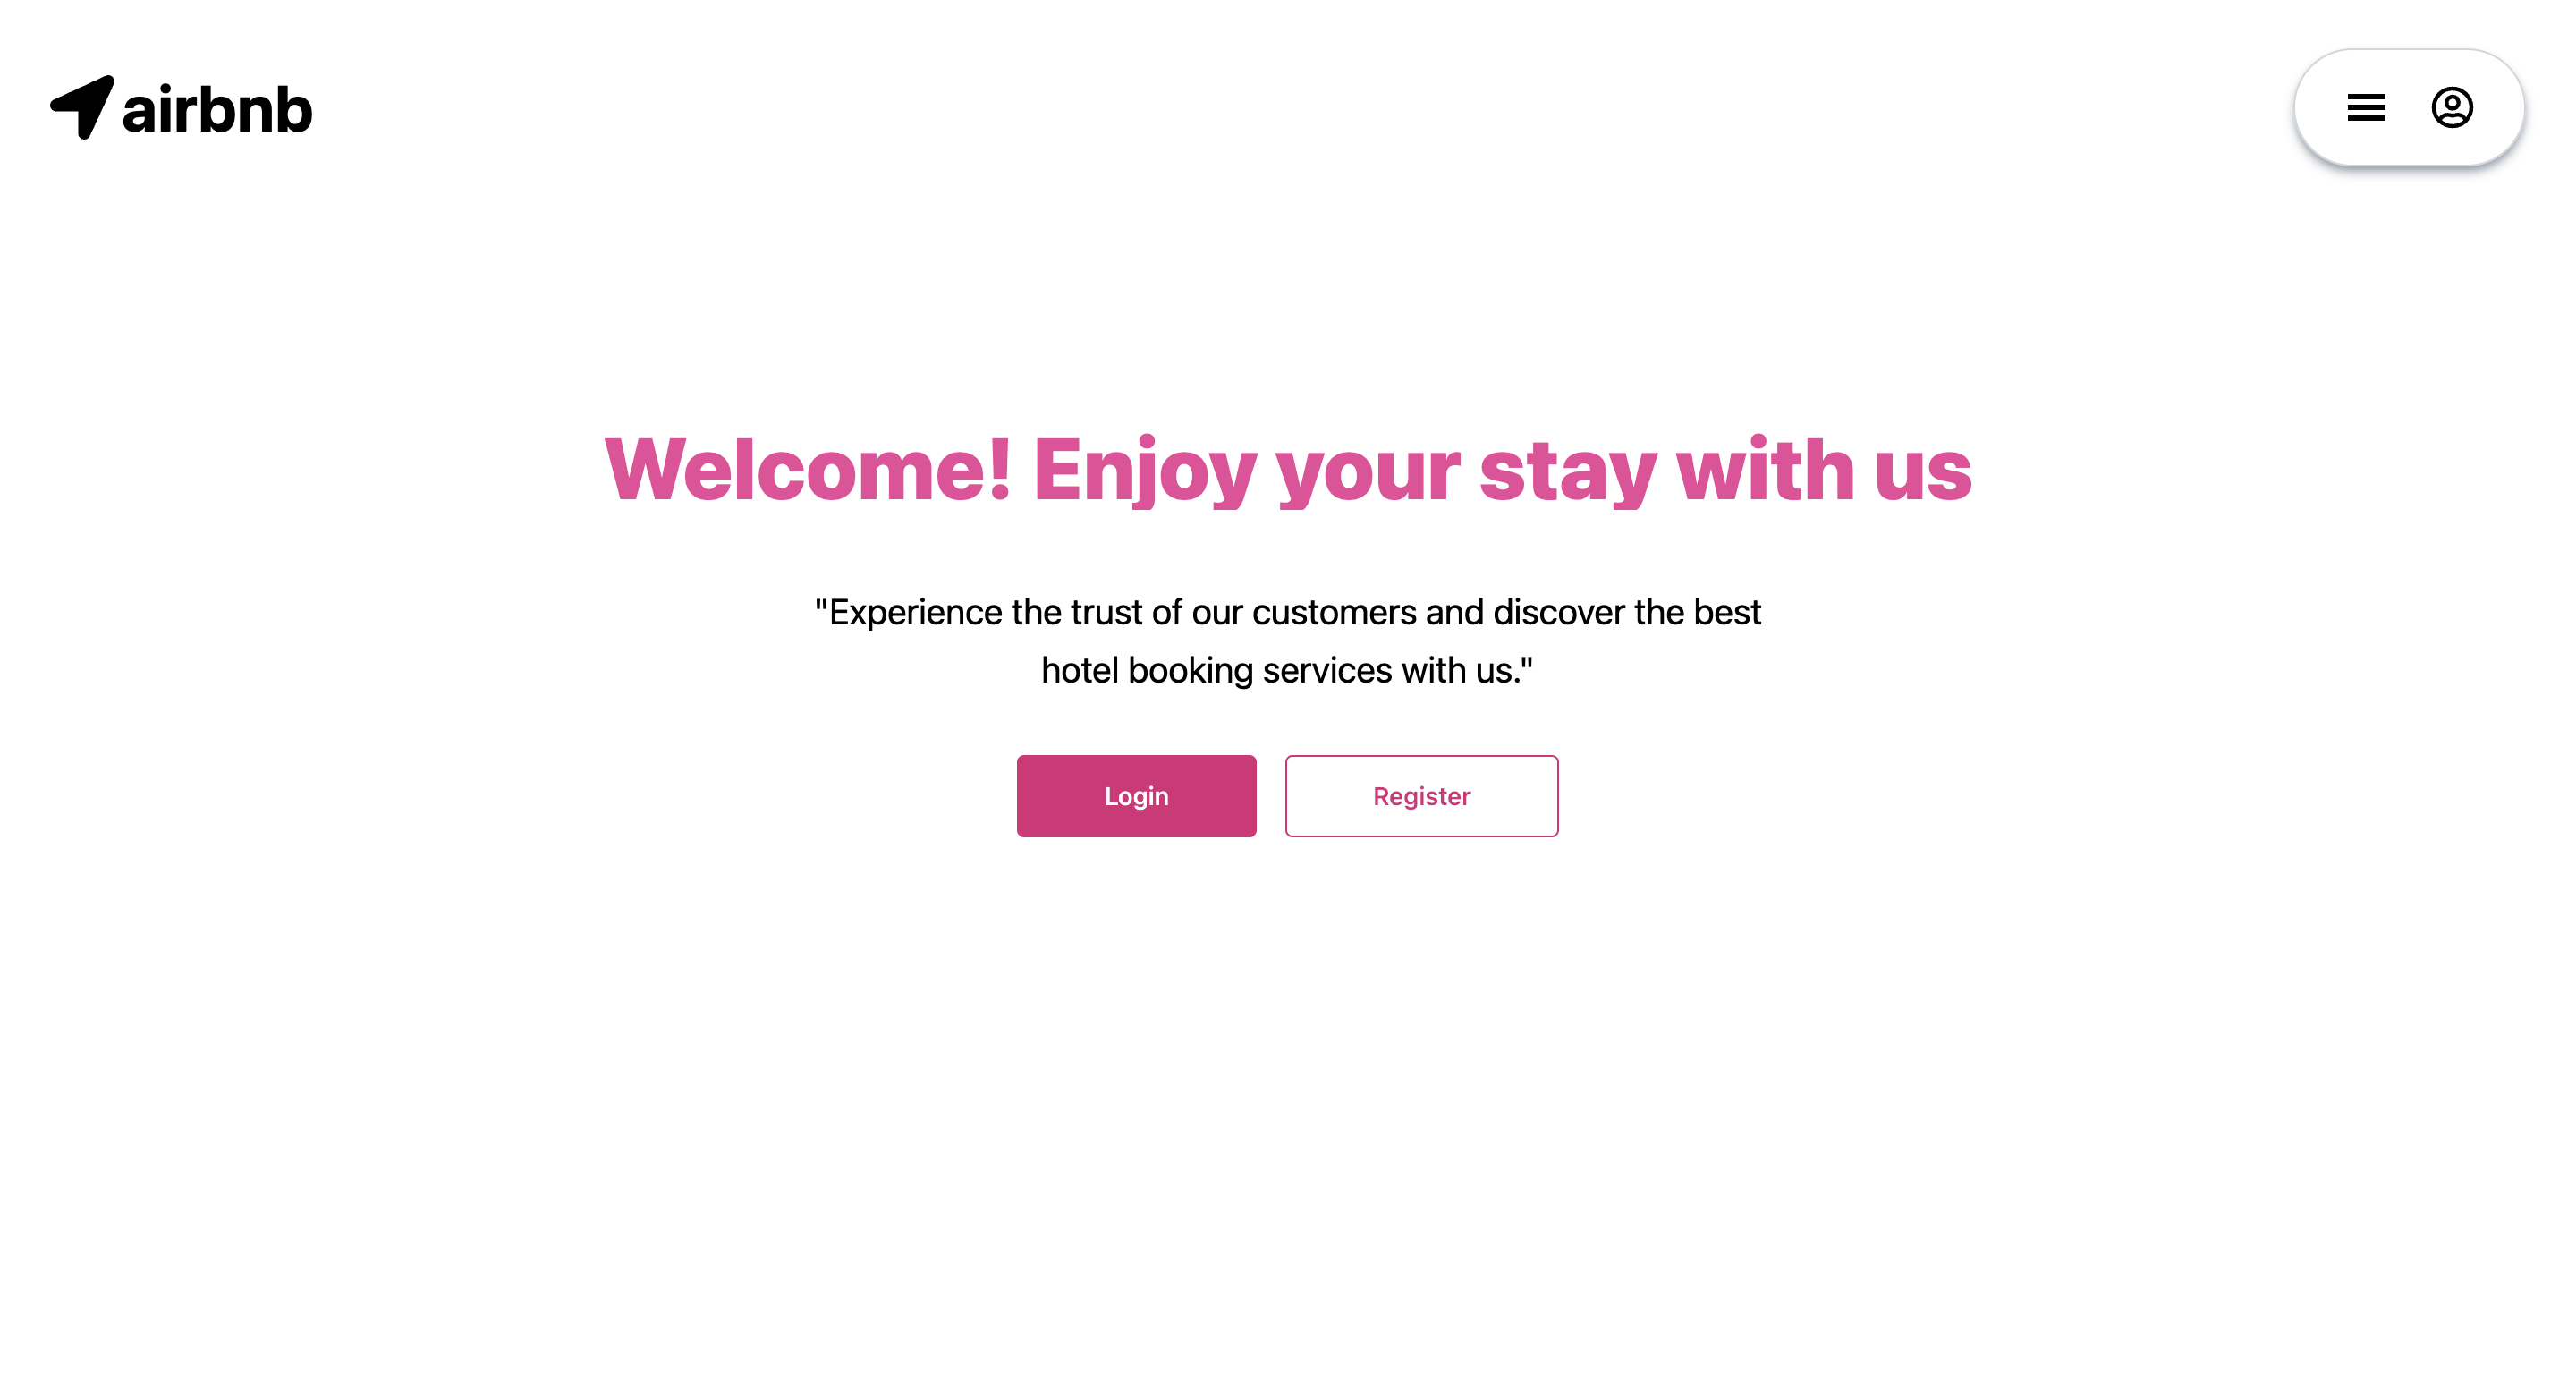 airbnb
Welcome! Enjoy your stay with us
"Experience the trust of our customers and discover the best
hotel booking services with us."
Login
Register